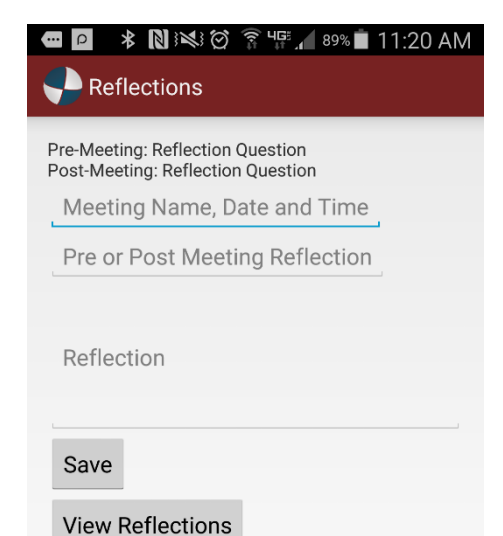 4G 89% 11:20 AM
Reflections
Pre-Meeting: Reflection Question
Post-Meeting: Reflection Question
Meeting Name, Date and Time
Pre or Post Meeting Reflection
Reflection
Save
View Reflections